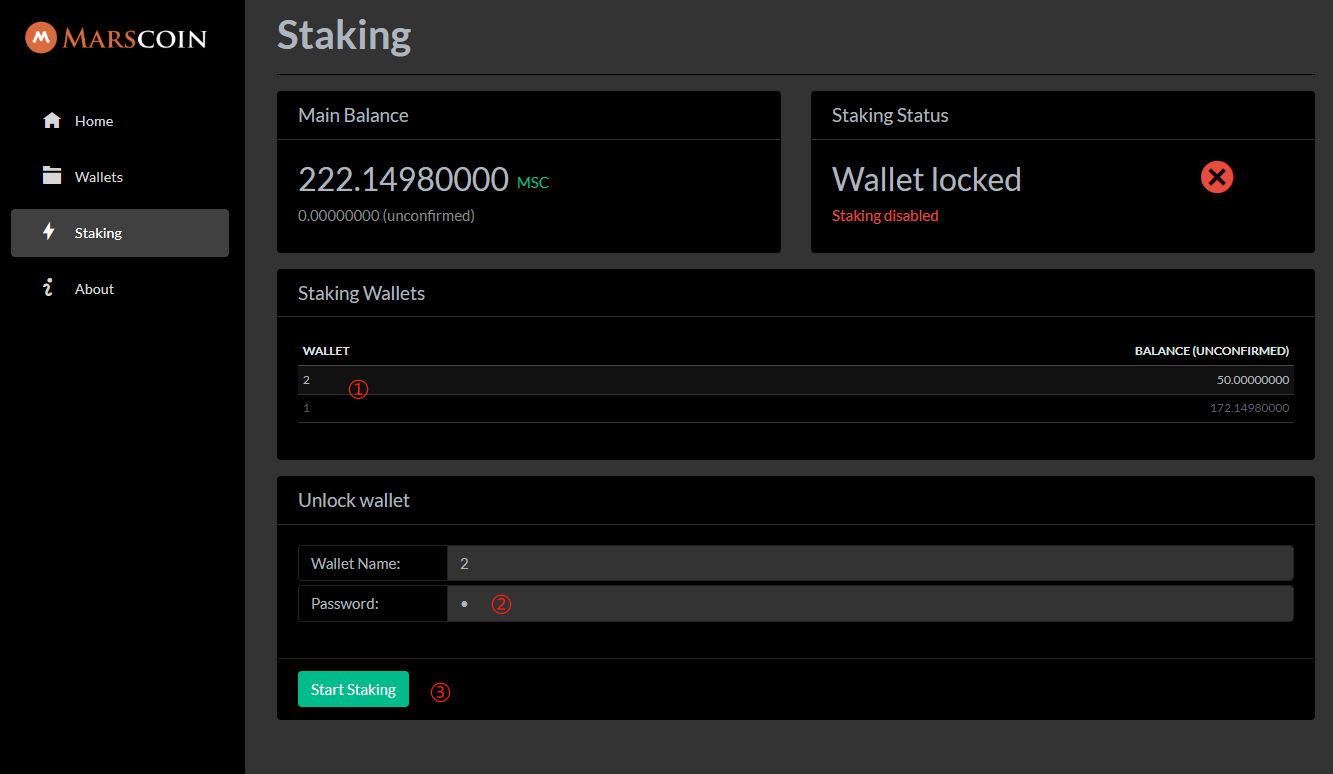 MARSCOIN
Home
Wallets
Staking
About
Staking
Main Balance
222.14980000 MSC
0.00000000 (unconfirmed)
Staking Status
Wallet locked
Staking disabled
Staking Wallets
WALLET BALANCE (UNCONFIRMED)
2 ① 50.00000000
1 172.14980000
Unlock wallet
Wallet Name: 2
Password: • ②
Start Staking ③